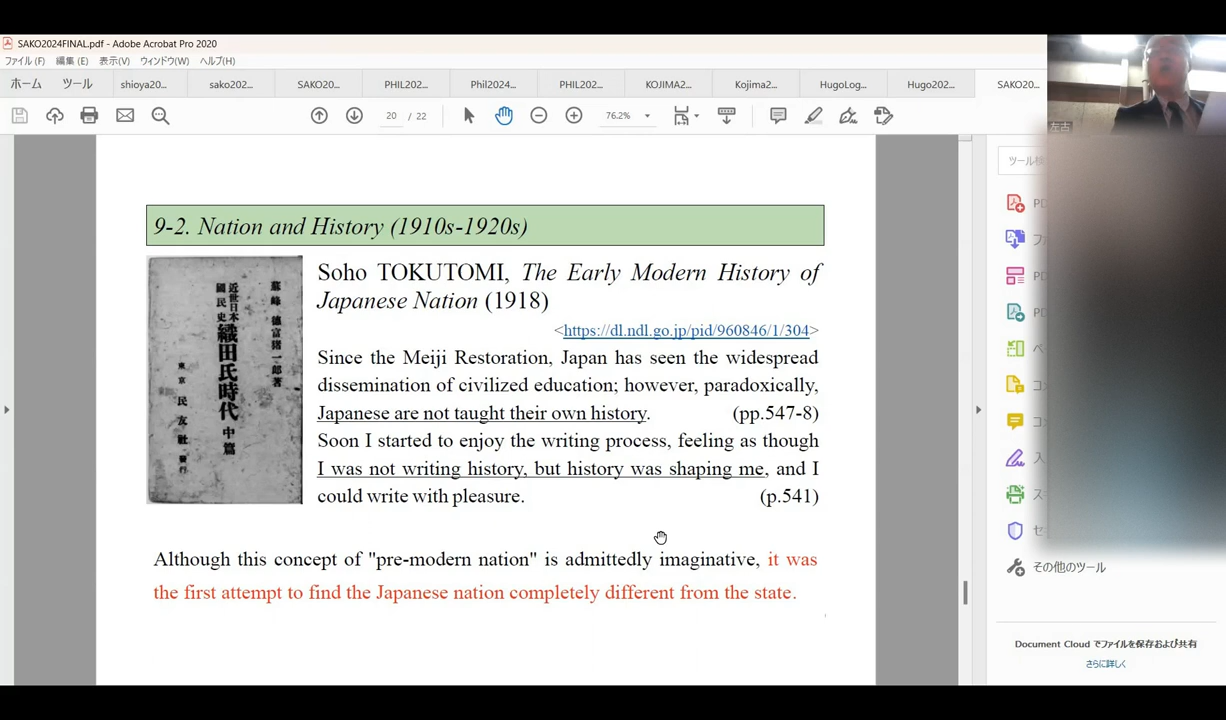 SAKO2024FINAL.pdf - Adobe Acrobat Pro 2020
ファイル(F) 編集(E) 表示(V) ウィンドウ(W) ヘルプ(H)
ホーム ツール shioya20... sako202... SAKO20... PHIL202... Phil2024... PHIL202... KOJIMA2... Kojima2... HugoLog... Hugo202... SAKO20...
20 / 22 76.2%
左古
9-2. Nation and History (1910s-1920s)
蘇峰 德富猪一郎著
近世日本國民史
織田氏時代 中篇
東京 民友社 發行
Soho TOKUTOMI, The Early Modern History of
Japanese Nation (1918)
<https://dl.ndl.go.jp/pid/960846/1/304>
Since the Meiji Restoration, Japan has seen the widespread
dissemination of civilized education; however, paradoxically,
Japanese are not taught their own history. (pp.547-8)
Soon I started to enjoy the writing process, feeling as though
I was not writing history, but history was shaping me, and I
could write with pleasure. (p.541)
Although this concept of "pre-modern nation" is admittedly imaginative, it was
the first attempt to find the Japanese nation completely different from the state.
ツール
その他のツール
Document Cloud でファイルを保存および共有
さらに詳しく